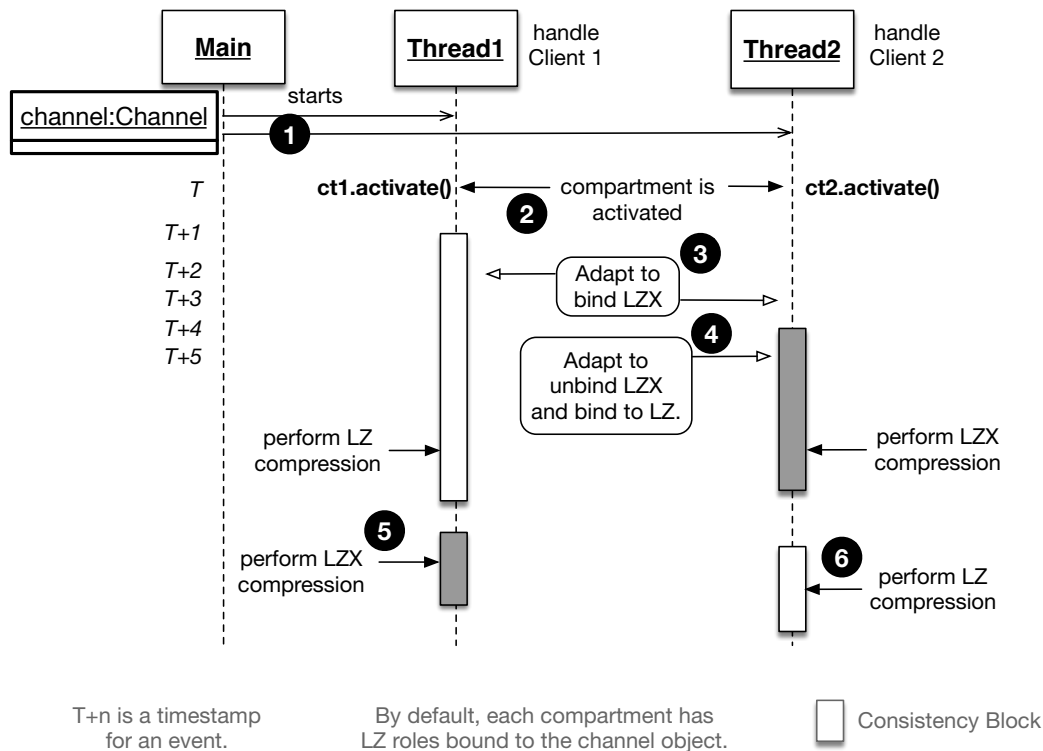 Main
Thread1
handle
Client 1
Thread2
handle
Client 2
starts
channel:Channel
1
T
ct1.activate()
compartment is
activated
ct2.activate()
2
T+1
3
T+2
Adapt to
bind LZX
T+3
T+4
4
T+5
Adapt to
unbind LZX
and bind to LZ.
perform LZ
compression
perform LZX
compression
5
perform LZX
compression
6
perform LZ
compression
T+n is a timestamp
for an event.
By default, each compartment has
LZ roles bound to the channel object.
Consistency Block